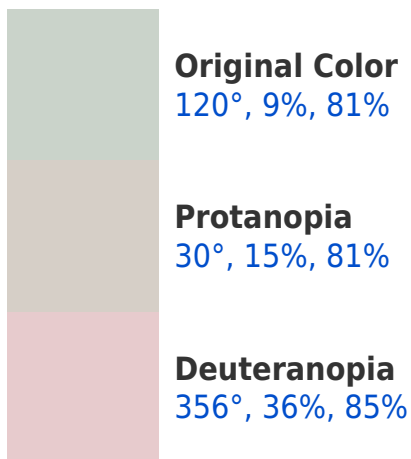 Original Color
120°, 9%, 81%
Protanopia
30°, 15%, 81%
Deuteranopia
356°, 36%, 85%